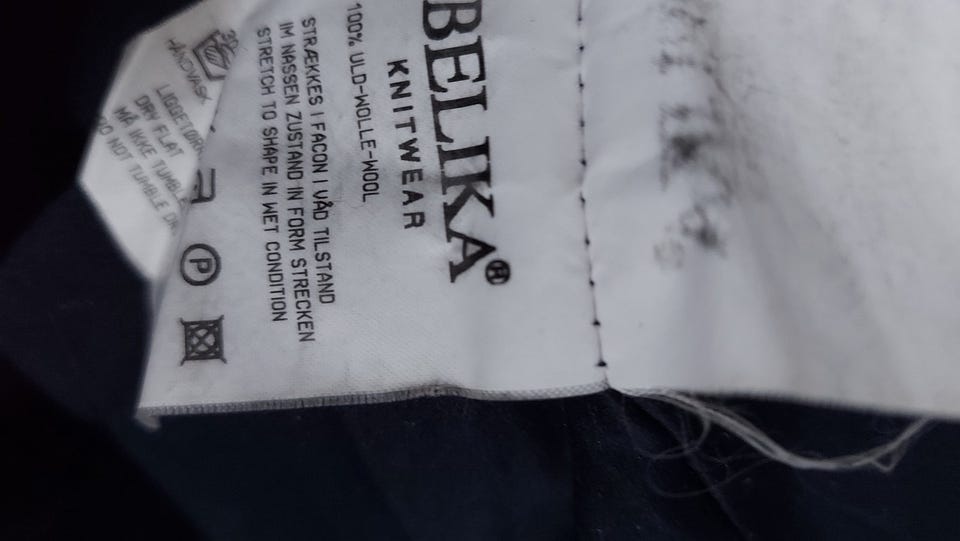 BELIKA®
KNITWEAR
100% ULD-WOLLE-WOOL
STRÆKKES I FACON I VÅD TILSTAND
IM NASSEN ZUSTAND IN FORM STRECKEN
STRETCH TO SHAPE IN WET CONDITION
P
30
HÅNDVASK
DRY FLAT
MÅ IKKE TUMBLE
DO NOT TUMBLE